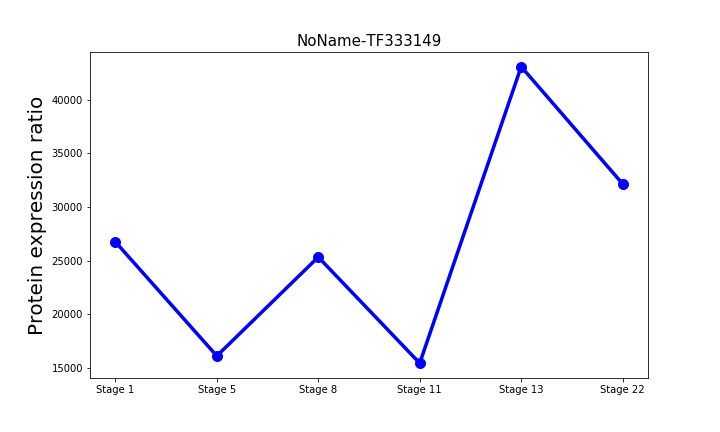 NoName-TF333149
Protein expression ratio
40000
35000
30000
25000
20000
15000
Stage 1 Stage 5 Stage 8 Stage 11 Stage 13 Stage 22